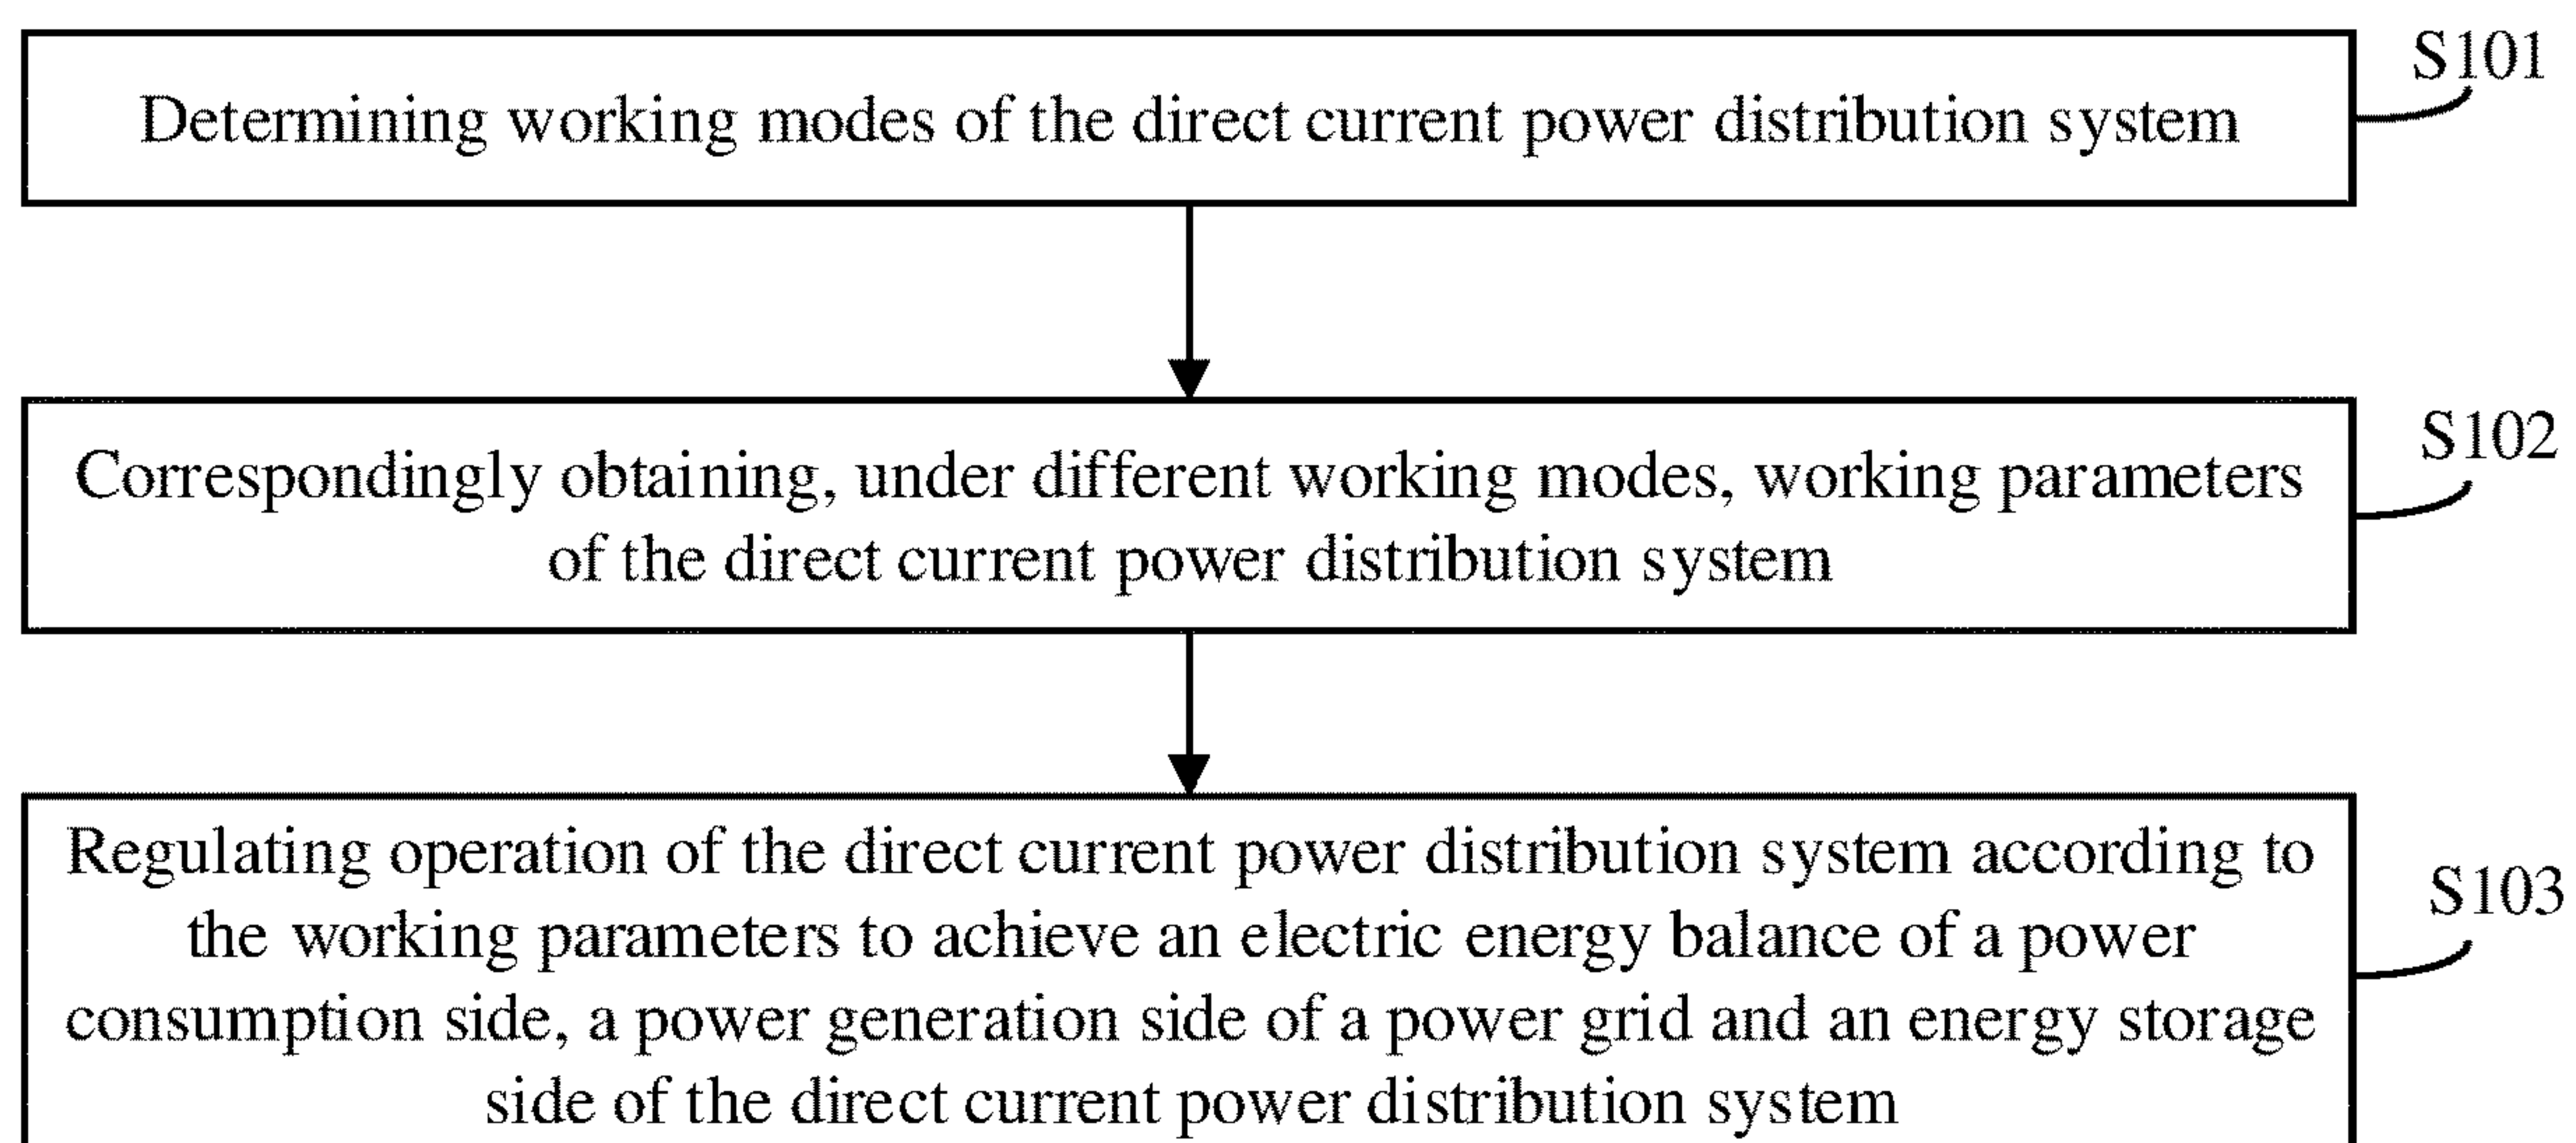 S101
Determining working modes of the direct current power distribution system
S102
Correspondingly obtaining, under different working modes, working parameters
of the direct current power distribution system
Regulating operation of the direct current power distribution system according to
S103
the working parameters to achieve an electric energy balance of a power
consumption side, a power generation side of a power grid and an energy storage
side of the direct current power distribution system